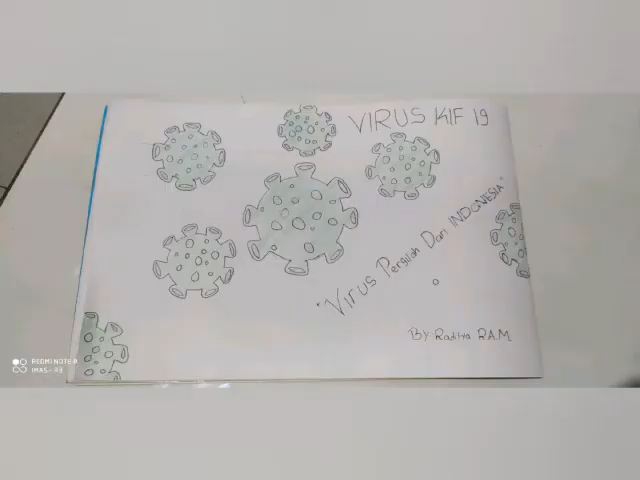 VIRUS KIF 19
"Virus Pergilah Dari INDONESIA"
By Raditya R.A.M
REDMI NOTE 8